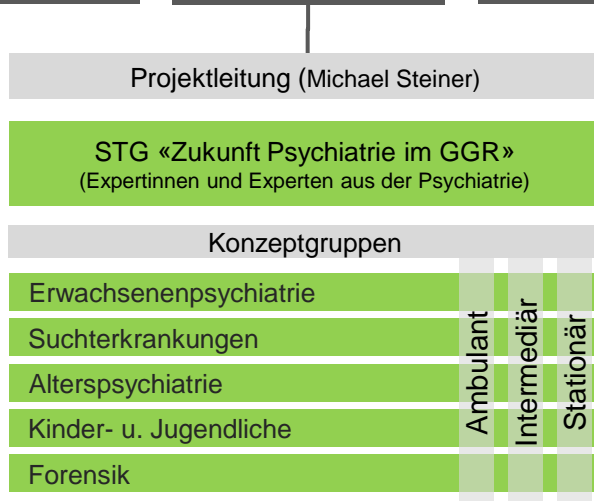 Projektleitung (Michael Steiner)
STG «Zukunft Psychiatrie im GGR»
(Expertinnen und Experten aus der Psychiatrie)
Konzeptgruppen
Erwachsenenpsychiatrie
Suchterkrankungen
Alterspsychiatrie
Kinder- u. Jugendliche
Forensik
Ambulant
Intermediär
Stationär